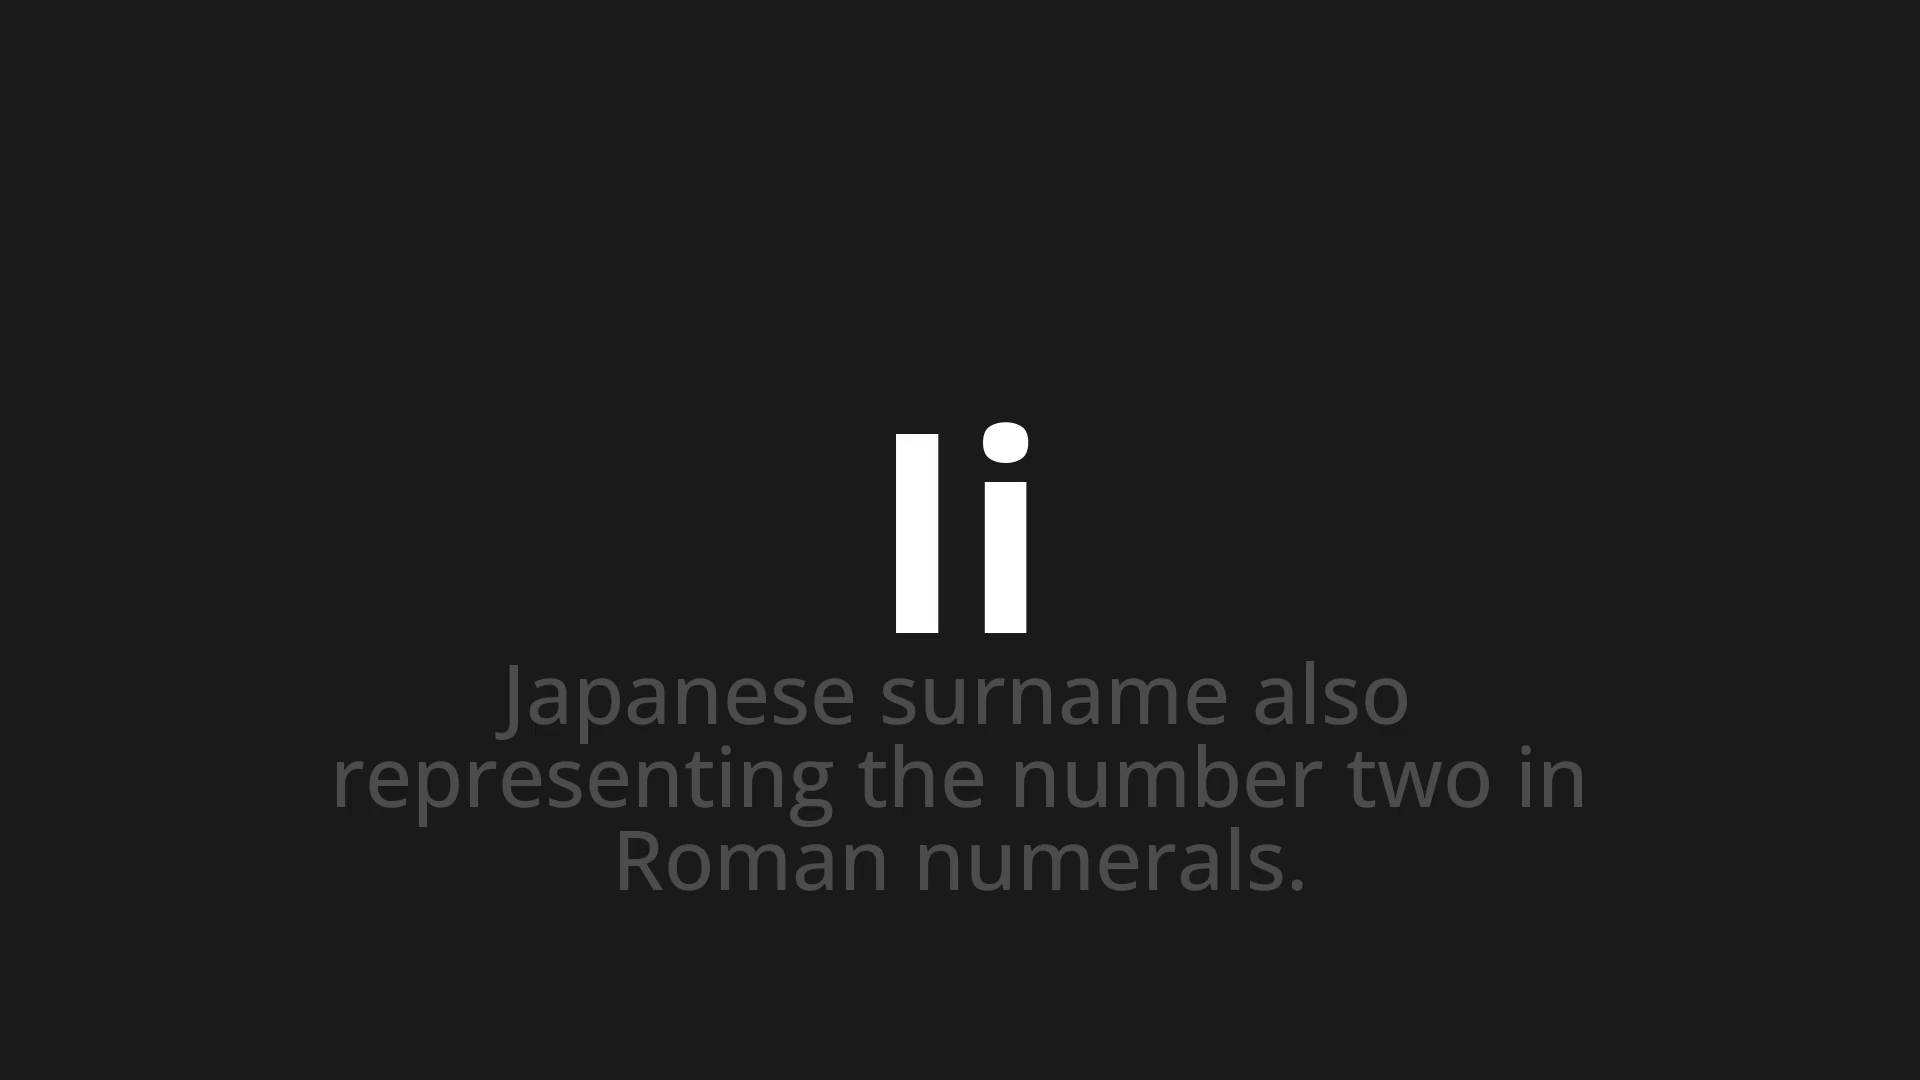 Ii
Japanese surname also
representing the number two in
Roman numerals.